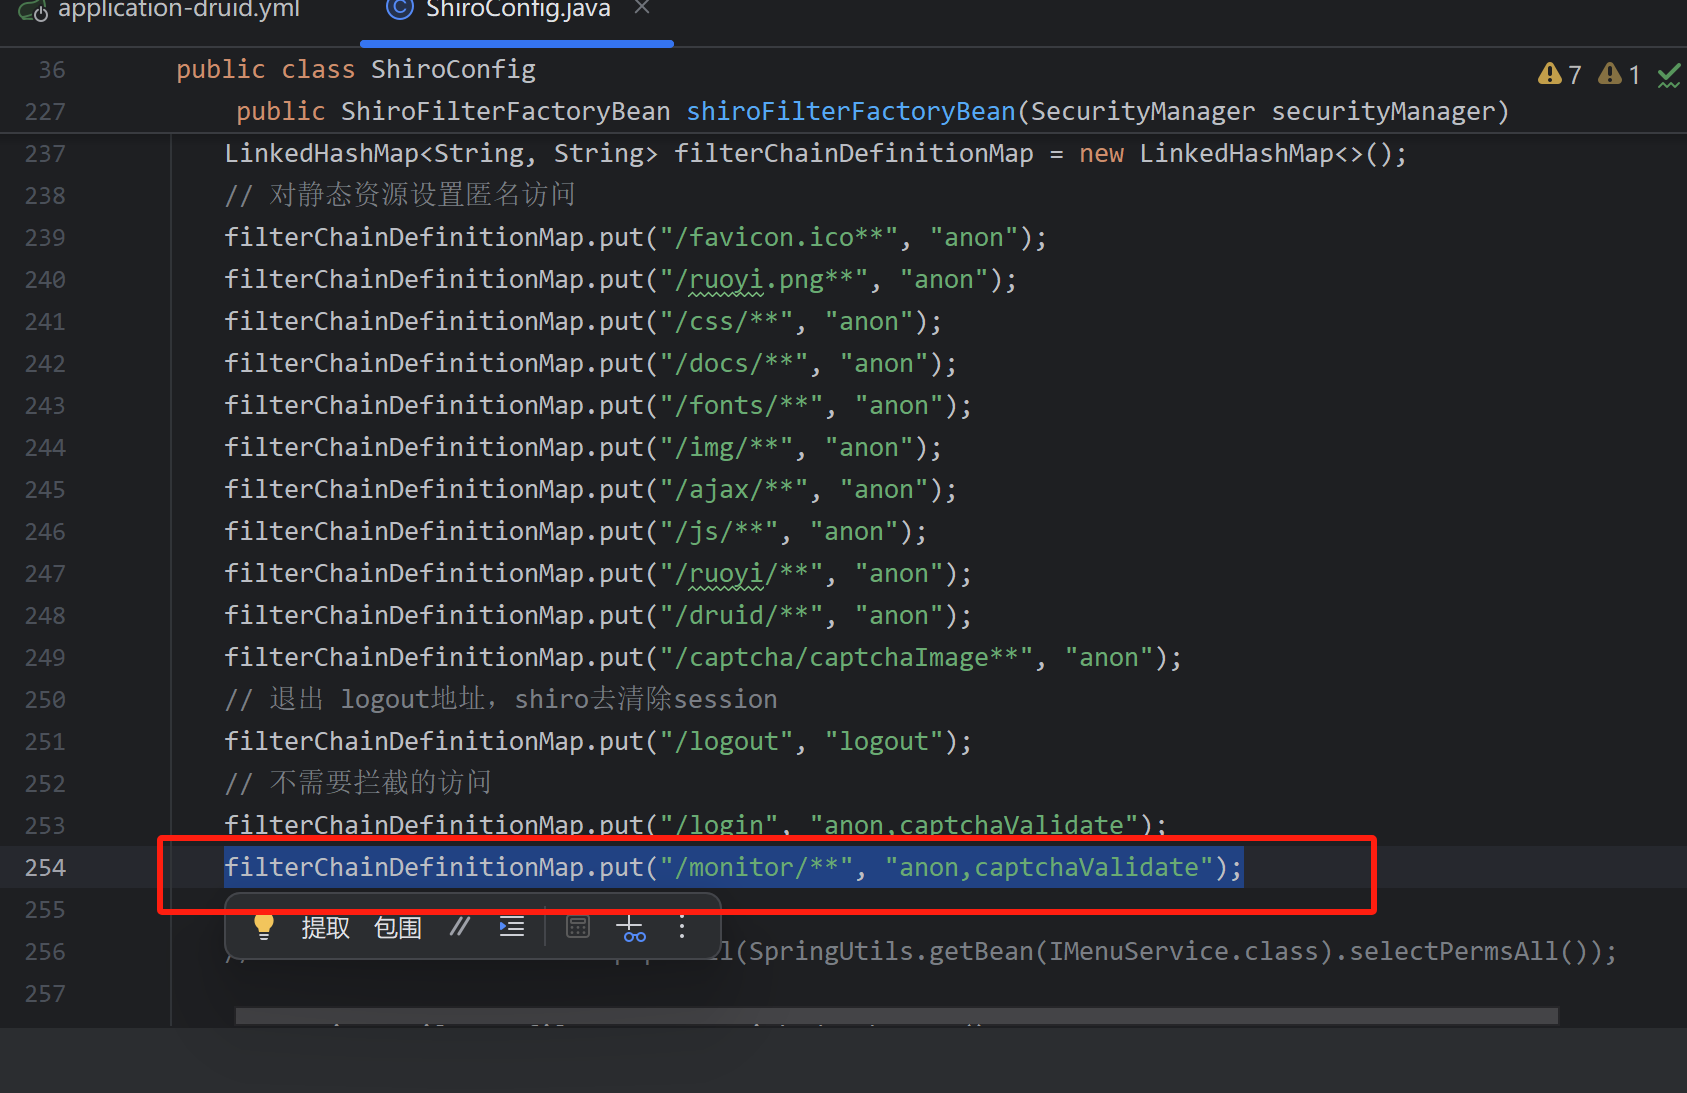 application-druid.yml
ShiroConfig.java
36 public class ShiroConfig
7 1
227 public ShiroFilterFactoryBean shiroFilterFactoryBean(SecurityManager securityManager)
237 LinkedHashMap<String, String> filterChainDefinitionMap = new LinkedHashMap<>();
238 // 对静态资源设置匿名访问
239 filterChainDefinitionMap.put("/favicon.ico**", "anon");
240 filterChainDefinitionMap.put("/ruoyi.png**", "anon");
241 filterChainDefinitionMap.put("/css/**", "anon");
242 filterChainDefinitionMap.put("/docs/**", "anon");
243 filterChainDefinitionMap.put("/fonts/**", "anon");
244 filterChainDefinitionMap.put("/img/**", "anon");
245 filterChainDefinitionMap.put("/ajax/**", "anon");
246 filterChainDefinitionMap.put("/js/**", "anon");
247 filterChainDefinitionMap.put("/ruoyi/**", "anon");
248 filterChainDefinitionMap.put("/druid/**", "anon");
249 filterChainDefinitionMap.put("/captcha/captchaImage**", "anon");
250 // 退出 logout地址，shiro去清除session
251 filterChainDefinitionMap.put("/logout", "logout");
252 // 不需要拦截的访问
253 filterChainDefinitionMap.put("/login", "anon,captchaValidate");
254 filterChainDefinitionMap.put("/monitor/**", "anon,captchaValidate");
255
提取 包围 //
256 (SpringUtils.getBean(IMenuService.class).selectPermsAll());
257